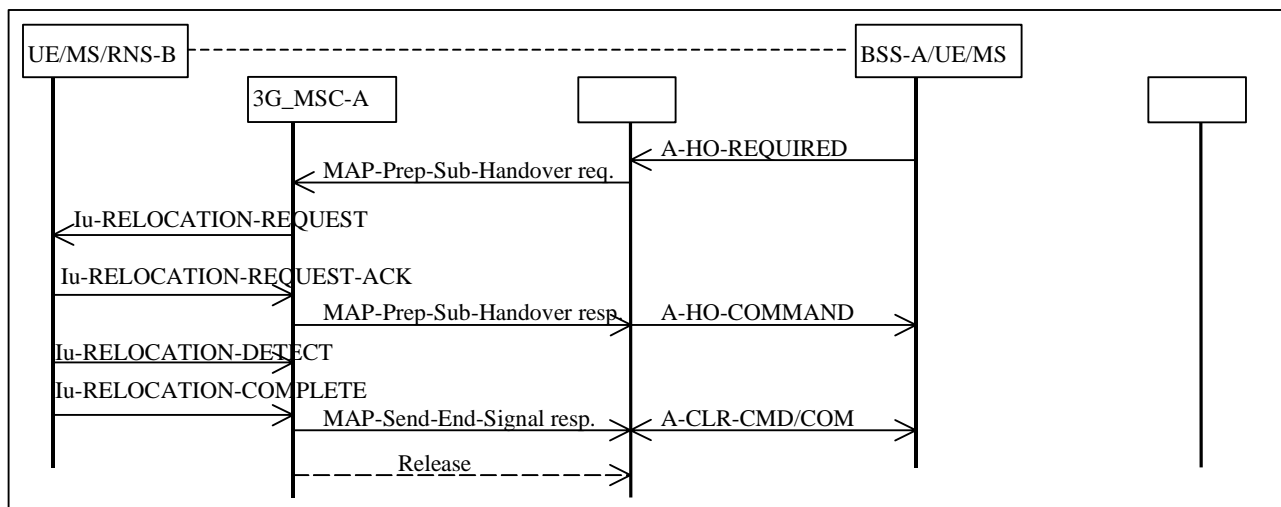 UE/MS/RNS-B
BSS-A/UE/MS
3G_MSC-A
A-HO-REQUIRED
MAP-Prep-Sub-Handover req.
Iu-RELOCATION-REQUEST
Iu-RELOCATION-REQUEST-ACK
MAP-Prep-Sub-Handover resp.
A-HO-COMMAND
Iu-RELOCATION-DETECT
Iu-RELOCATION-COMPLETE
MAP-Send-End-Signal resp.
A-CLR-CMD/COM
Release